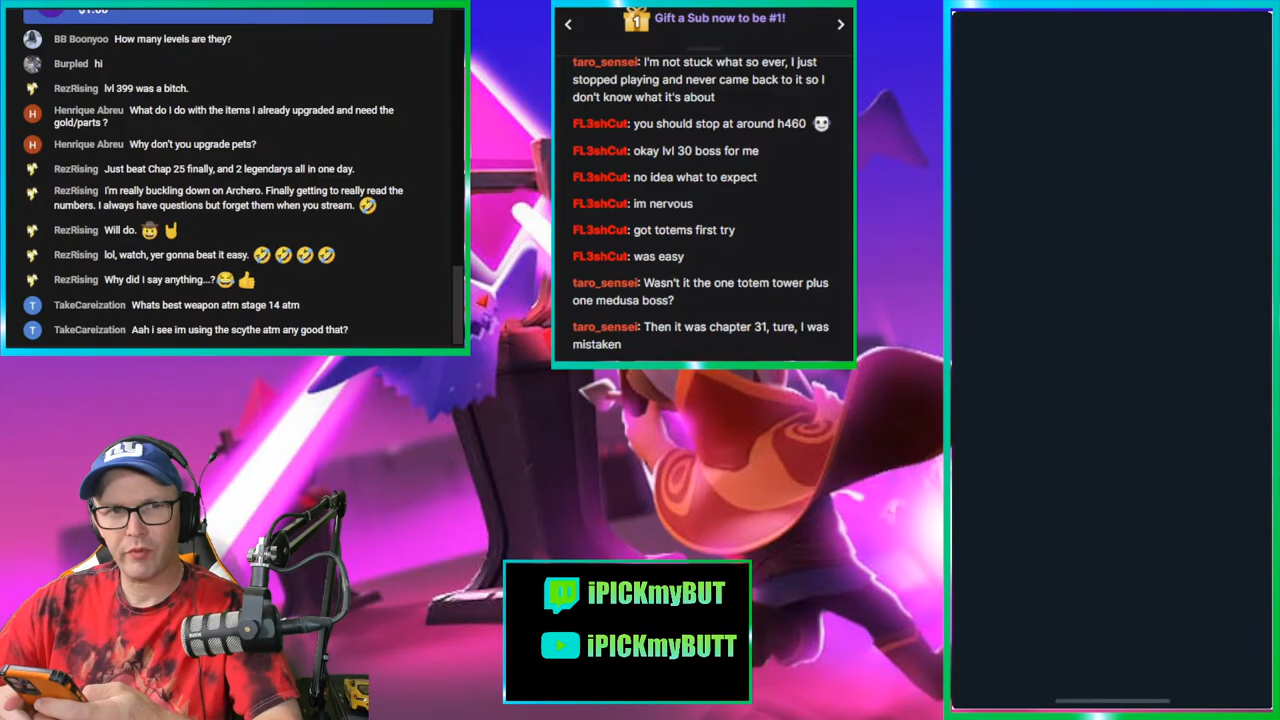 $1.00
BB Boonyoo How many levels are they?
Burpled hi
RezRising lvl 399 was a bitch.
Henrique Abreu What do I do with the items I already upgraded and need the
gold/parts ?
Henrique Abreu Why don't you upgrade pets?
RezRising Just beat Chap 25 finally, and 2 legendarys all in one day.
RezRising I'm really buckling down on Archero. Finally getting to really read the
numbers. I always have questions but forget them when you stream. 🤣
RezRising Will do. 🤠 🤘
RezRising lol, watch, yer gonna beat it easy. 🤣 🤣 🤣 🤣
RezRising Why did I say anything...? 😂 👍
T TakeCareization Whats best weapon atm stage 14 atm
T TakeCareization Aah i see im using the scythe atm any good that?
1 Gift a Sub now to be #1!
taro_sensei: I'm not stuck what so ever, I just
stopped playing and never came back to it so I
don't know what it's about
FL3shCut: you should stop at around h460
FL3shCut: okay lvl 30 boss for me
FL3shCut: no idea what to expect
FL3shCut: im nervous
FL3shCut: got totems first try
FL3shCut: was easy
taro_sensei: Wasn't it the one totem tower plus
one medusa boss?
taro_sensei: Then it was chapter 31, ture, I was
mistaken
NY
RODE
iPICKmyBUT
iPICKmyBUTT